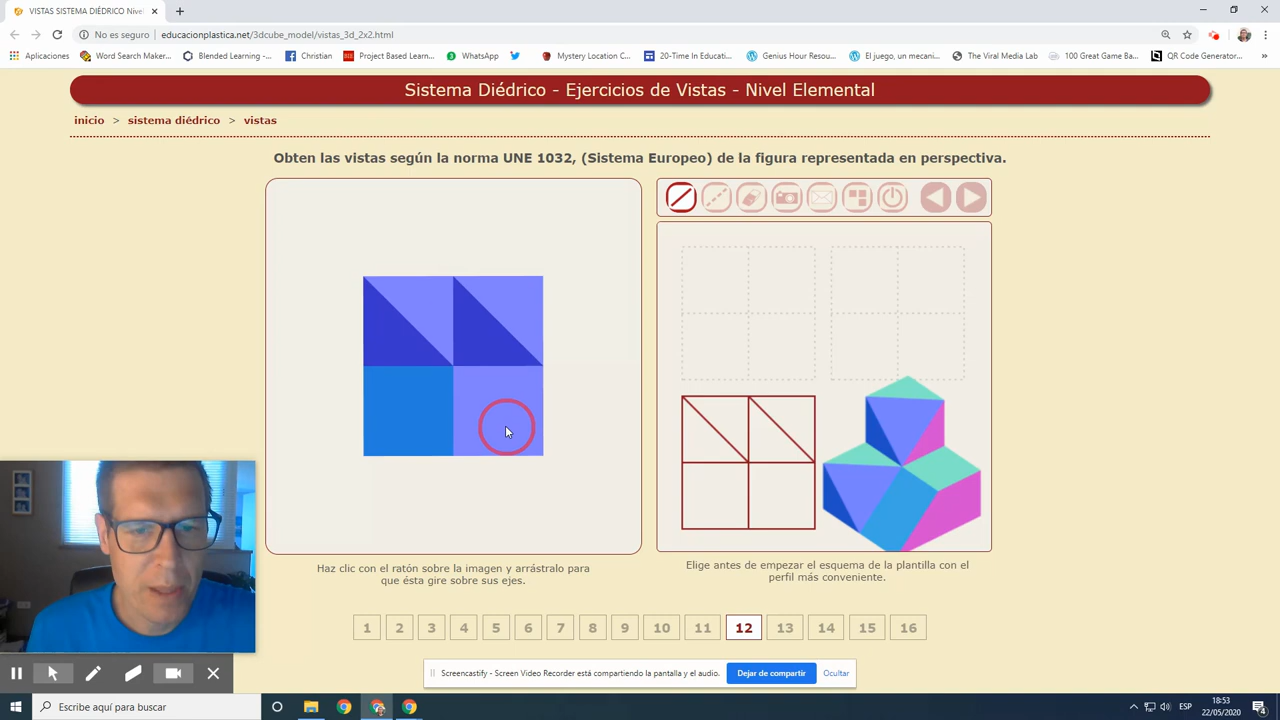 VISTAS SISTEMA DIÉDRICO Nivel
No es seguro | educacionplastica.net/3dcube_model/vistas_3d_2x2.html
Aplicaciones Word Search Maker... Blended Learning -... Christian Project Based Learn... WhatsApp Mystery Location C... 20-Time In Educati... Genius Hour Resou... El juego, un mecani... The Viral Media Lab 100 Great Game Ba... QR Code Generator... »
Sistema Diédrico - Ejercicios de Vistas - Nivel Elemental
inicio > sistema diédrico > vistas
Obten las vistas según la norma UNE 1032, (Sistema Europeo) de la figura representada en perspectiva.
Haz clic con el ratón sobre la imagen y arrástralo para
que ésta gire sobre sus ejes.
Elige antes de empezar el esquema de la plantilla con el
perfil más conveniente.
1 2 3 4 5 6 7 8 9 10 11 12 13 14 15 16
Screencastify - Screen Video Recorder está compartiendo la pantalla y el audio. Dejar de compartir Ocultar
Escribe aquí para buscar
ESP
18:53
22/05/2020
4